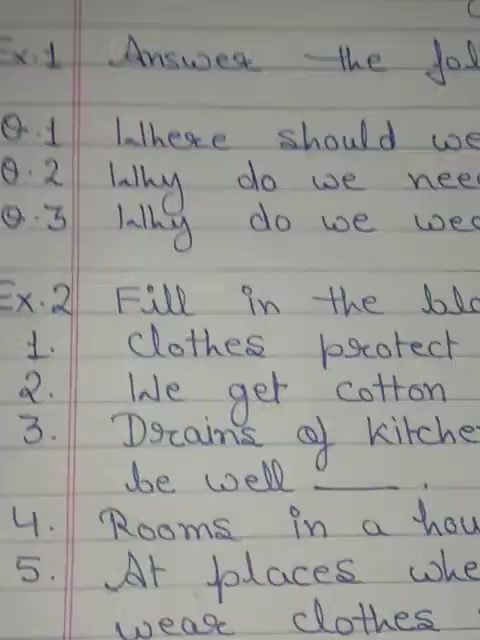 Ex.1 Answer the fol
Q.1 Where should we
Q.2 Why do we nee
Q.3 Why do we wea
Ex.2 Fill in the bla
1. Clothes protect
2. We get cotton
3. Drains of kitche
be well ____.
4. Rooms in a hou
5. At places whe
wear clothes